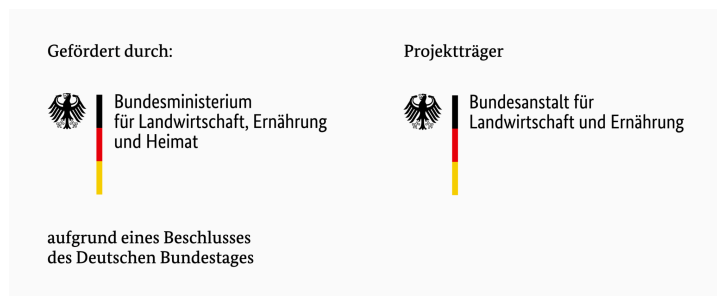 Gefördert durch:
Bundesministerium
für Landwirtschaft, Ernährung
und Heimat
aufgrund eines Beschlusses
des Deutschen Bundestages
Projektträger
Bundesanstalt für
Landwirtschaft und Ernährung